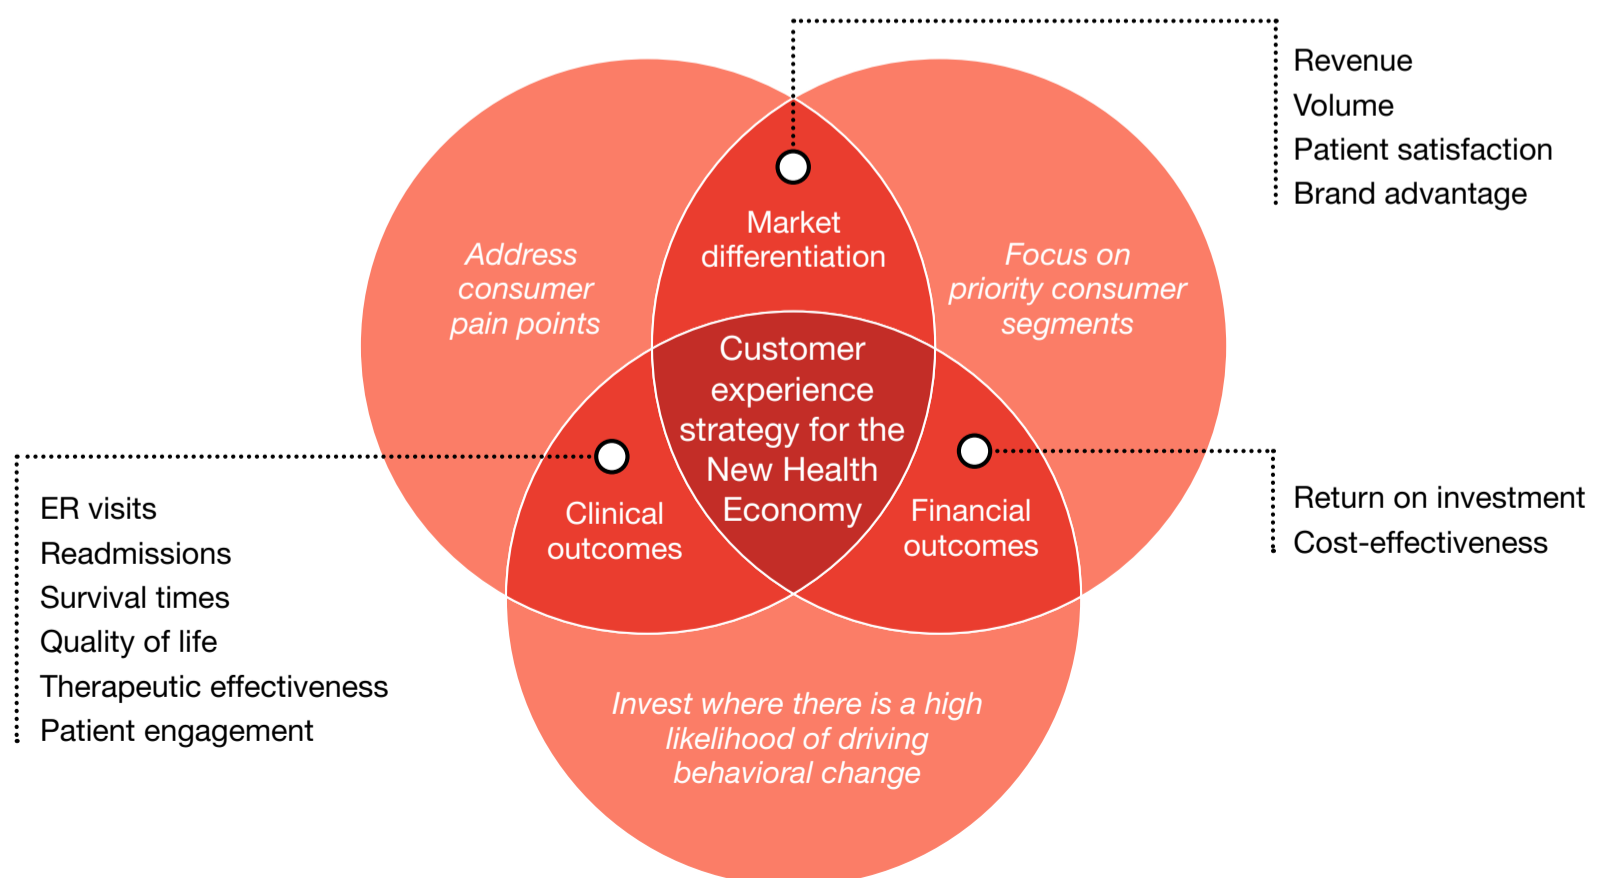 Revenue
Volume
Patient satisfaction
Brand advantage
Market
differentiation
Address
consumer
pain points
Focus on
priority consumer
segments
Customer
experience
strategy for the
New Health
Economy
Clinical
outcomes
Financial
outcomes
ER visits
Readmissions
Survival times
Quality of life
Therapeutic effectiveness
Patient engagement
Return on investment
Cost-effectiveness
Invest where there is a high
likelihood of driving
behavioral change